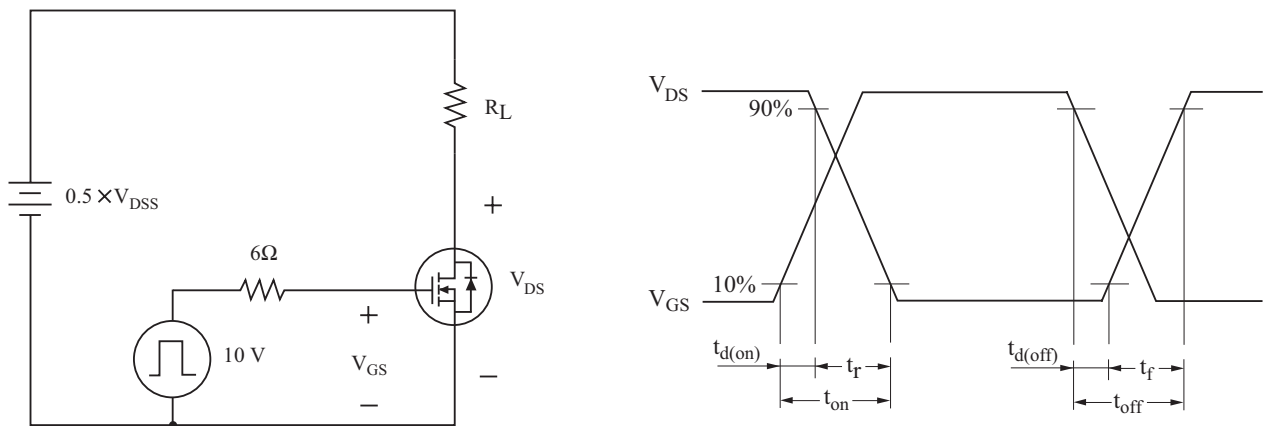 R_L
0.5 ×V_DSS
+
6Ω
V_DS
+
10 V
V_GS
−
−
V_DS
90%
10%
V_GS
t_d(on)
t_r
t_d(off)
t_f
t_on
t_off